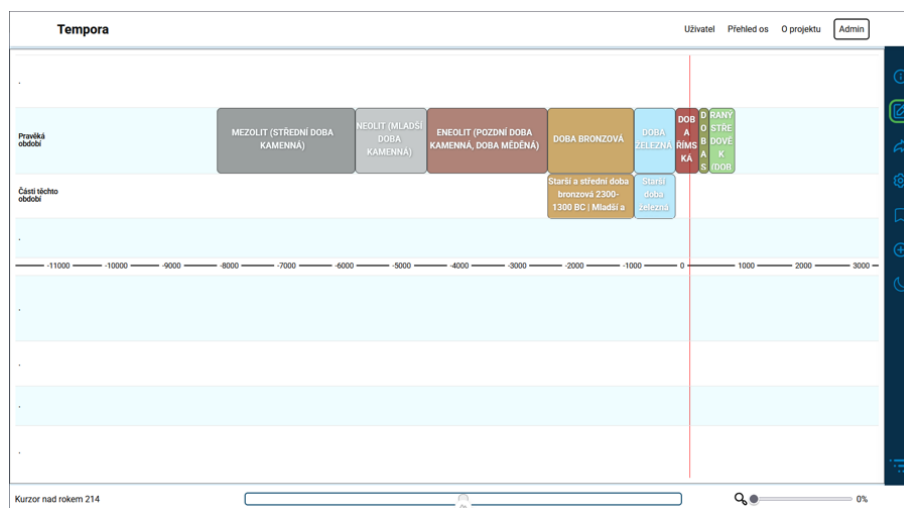 Tempora
Uživatel Přehled os O projektu Admin
Pravěká
období
MEZOLIT (STŘEDNÍ DOBA
KAMENNÁ)
NEOLIT (MLADŠÍ
DOBA
KAMENNÁ)
ENEOLIT (POZDNÍ DOBA
KAMENNÁ, DOBA MĚDĚNÁ)
DOBA BRONZOVÁ
DOBA
ŽELEZNÁ
DOB
A
ŘÍMS
KÁ
D
O
B
A
S
RANÝ
STŘE
DOVĚ
K
(DOB
Části těchto
období
Starší a střední doba
bronzová 2300-
1300 BC | Mladší a
Starší
doba
železná
-11000 -10000 -9000 -8000 -7000 -6000 -5000 -4000 -3000 -2000 -1000 0 1000 2000 3000
Kurzor nad rokem 214
0%